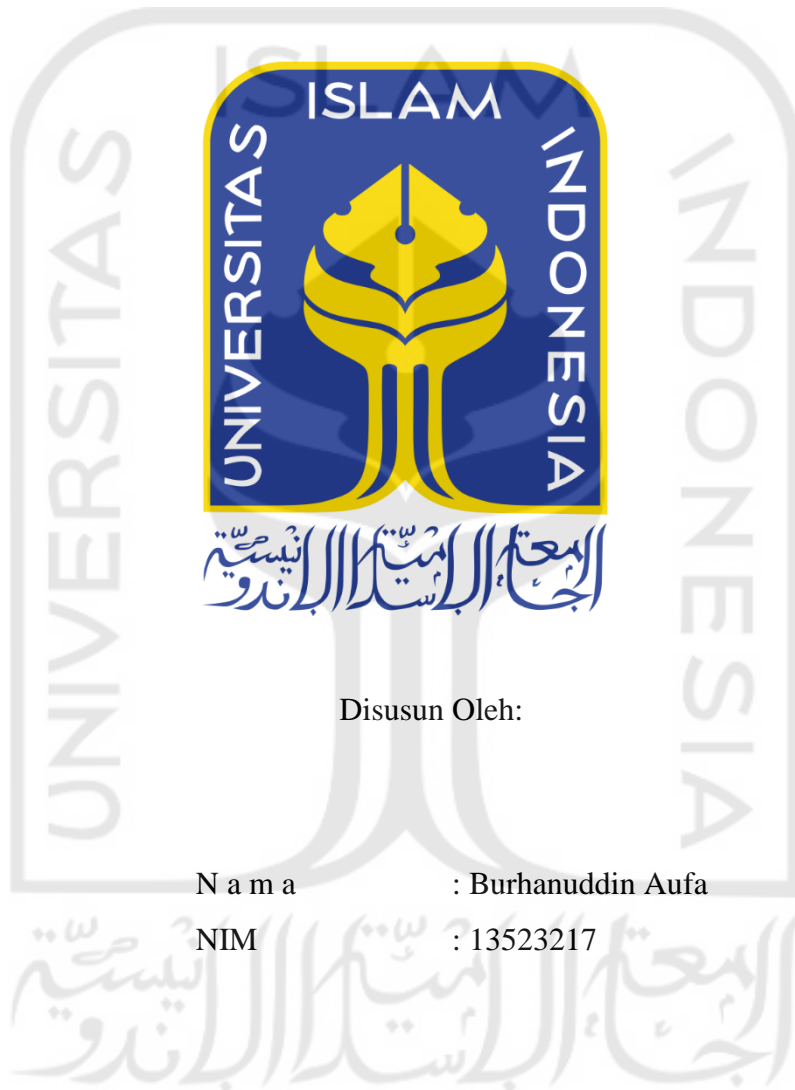 ISLAM
UNIVERSITAS
INDONESIA
الجامعة الإسلامية الإندونيسية
Disusun Oleh:
N a m a : Burhanuddin Aufa
NIM : 13523217